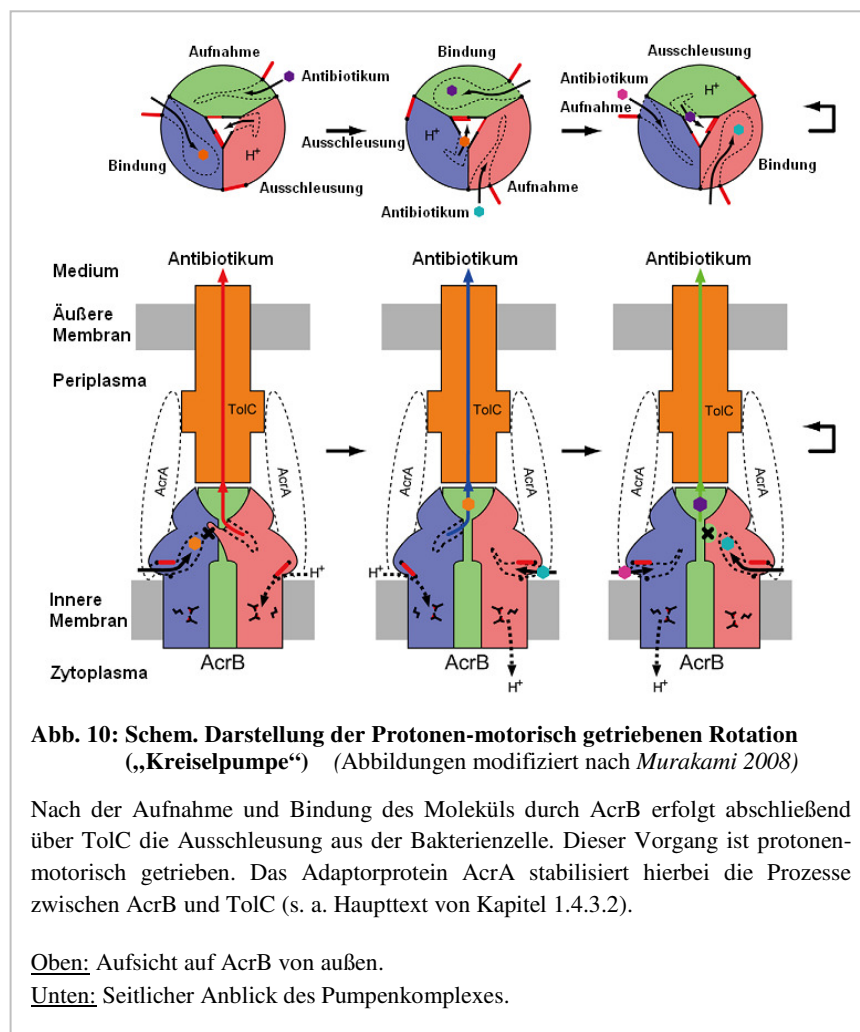 Aufnahme
Antibiotikum
Bindung
H+
Ausschleusung
Bindung
H+
Ausschleusung
Aufnahme
Antibiotikum
Ausschleusung
Antibiotikum
Aufnahme
H+
Bindung
Medium
Äußere
Membran
Periplasma
Innere
Membran
Zytoplasma
Antibiotikum
TolC
AcrA
AcrA
H+
AcrB
Antibiotikum
TolC
AcrA
AcrA
H+
AcrB
H+
Antibiotikum
TolC
AcrA
AcrA
AcrB
H+
Abb. 10: Schem. Darstellung der Protonen-motorisch getriebenen Rotation
(„Kreiselpumpe“) (Abbildungen modifiziert nach Murakami 2008)
Nach der Aufnahme und Bindung des Moleküls durch AcrB erfolgt abschließend
über TolC die Ausschleusung aus der Bakterienzelle. Dieser Vorgang ist protonen-
motorisch getrieben. Das Adaptorprotein AcrA stabilisiert hierbei die Prozesse
zwischen AcrB und TolC (s. a. Haupttext von Kapitel 1.4.3.2).
Oben: Aufsicht auf AcrB von außen.
Unten: Seitlicher Anblick des Pumpenkomplexes.